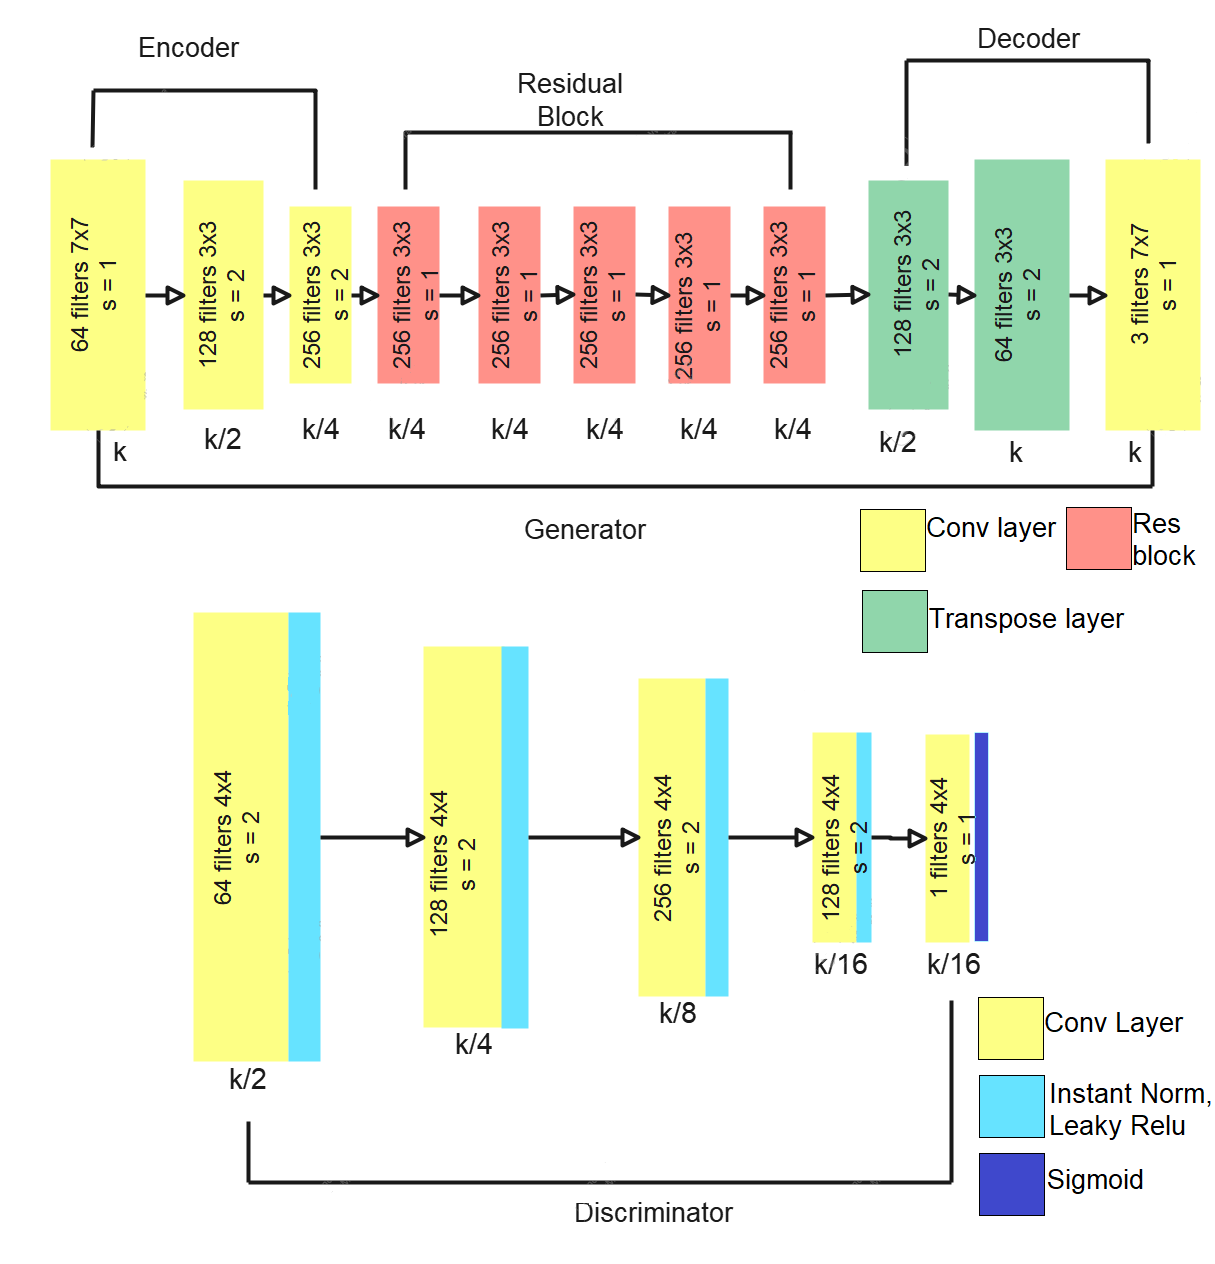 Encoder
Decoder
Residual
Block
64 filters 7x7
s = 1
128 filters 3x3
s = 2
256 filters 3x3
s = 2
256 filters 3x3
s = 1
256 filters 3x3
s = 1
256 filters 3x3
s = 1
256 filters 3x3
s = 1
256 filters 3x3
s = 1
128 filters 3x3
s = 2
64 filters 3x3
s = 2
3 filters 7x7
s = 1
k
k/2
k/4
k/4
k/4
k/4
k/4
k/4
k/2
k
k
Generator
Conv layer
Res
block
Transpose layer
64 filters 4x4
s = 2
128 filters 4x4
s = 2
256 filters 4x4
s = 2
128 filters 4x4
s = 2
1 filters 4x4
s = 1
k/2
k/4
k/8
k/16
k/16
Conv Layer
Instant Norm,
Leaky Relu
Sigmoid
Discriminator